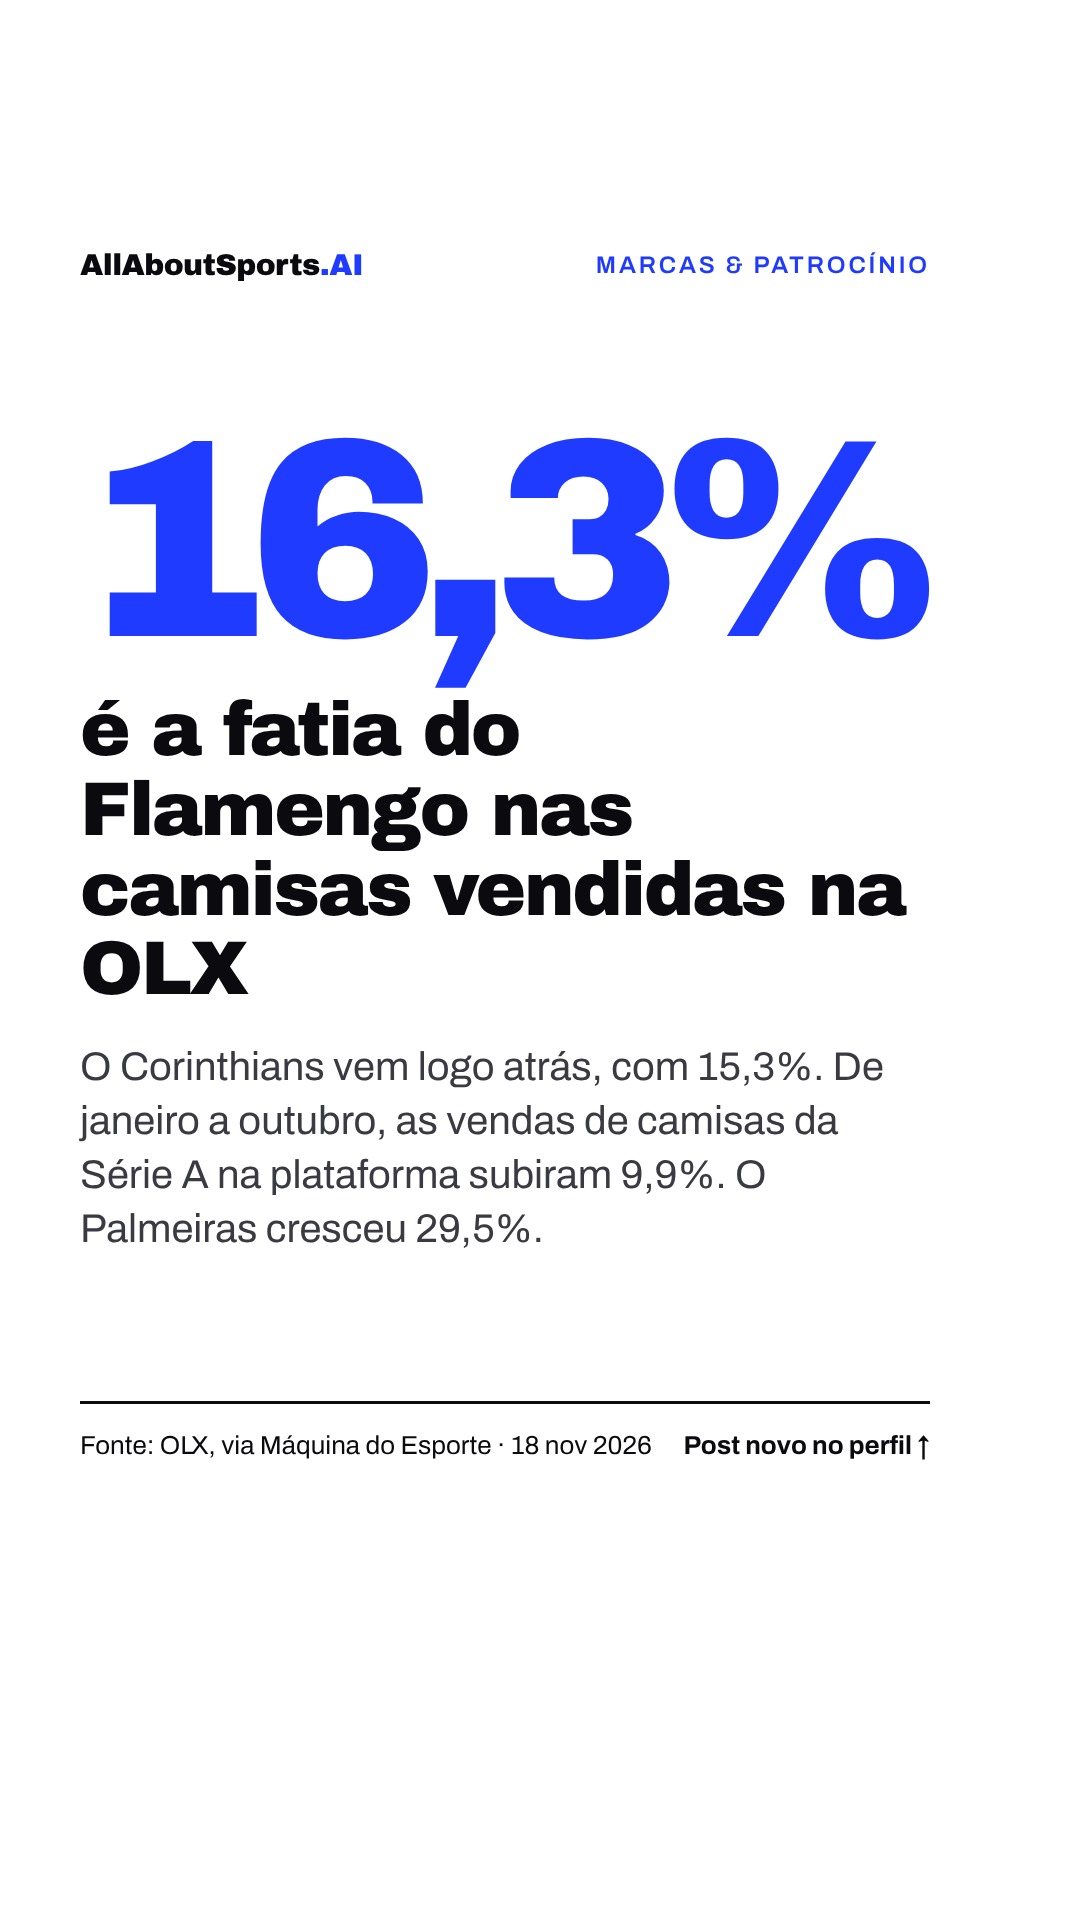 AllAboutSports.AI
MARCAS & PATROCÍNIO
16,3%
é a fatia do
Flamengo nas
camisas vendidas na
OLX
O Corinthians vem logo atrás, com 15,3%. De
janeiro a outubro, as vendas de camisas da
Série A na plataforma subiram 9,9%. O
Palmeiras cresceu 29,5%.
Fonte: OLX, via Máquina do Esporte · 18 nov 2026
Post novo no perfil ↑